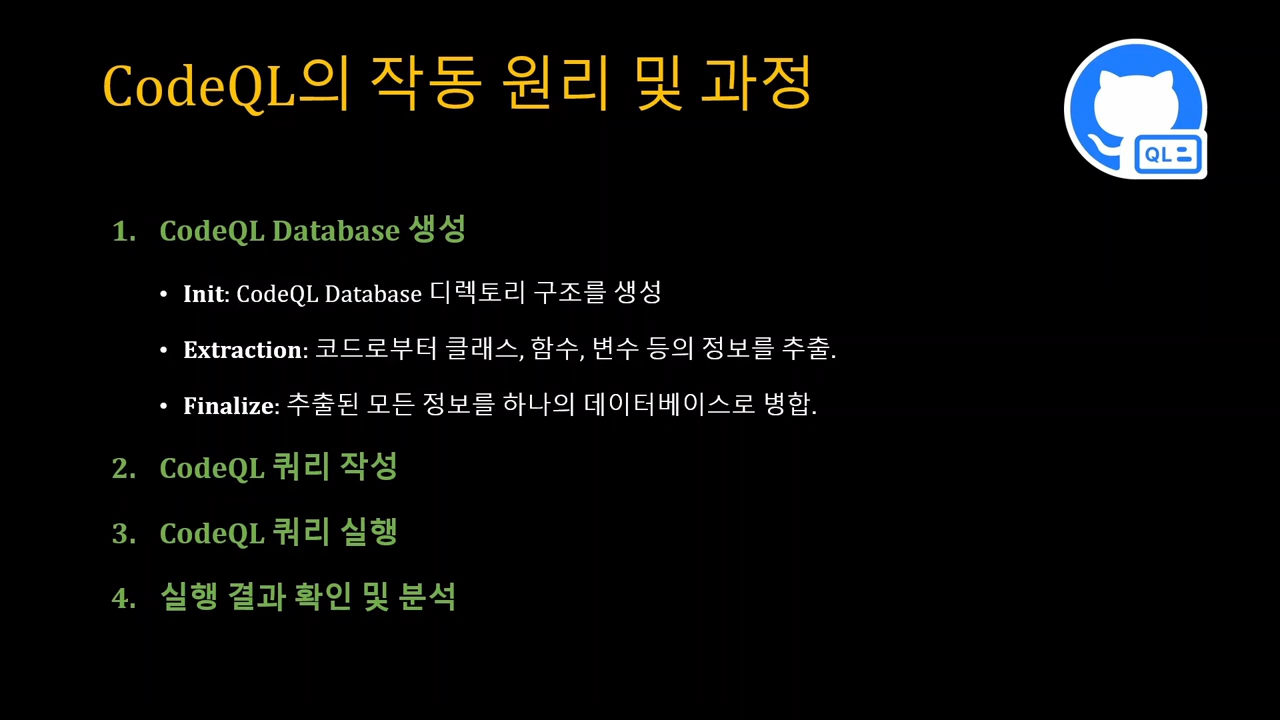 CodeQL의 작동 원리 및 과정
QL
1. CodeQL Database 생성
• Init: CodeQL Database 디렉토리 구조를 생성
• Extraction: 코드로부터 클래스, 함수, 변수 등의 정보를 추출.
• Finalize: 추출된 모든 정보를 하나의 데이터베이스로 병합.
2. CodeQL 쿼리 작성
3. CodeQL 쿼리 실행
4. 실행 결과 확인 및 분석